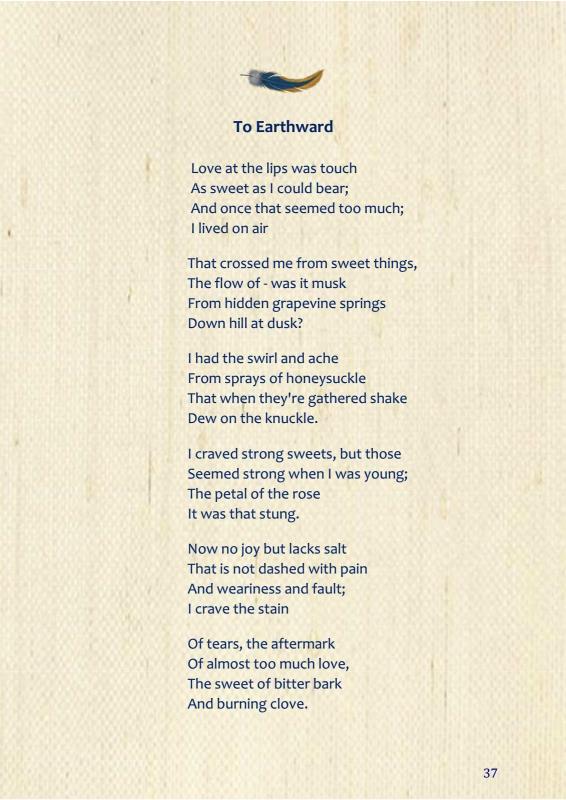 To Earthward
Love at the lips was touch
As sweet as I could bear;
And once that seemed too much;
I lived on air
That crossed me from sweet things,
The flow of - was it musk
From hidden grapevine springs
Down hill at dusk?
I had the swirl and ache
From sprays of honeysuckle
That when they're gathered shake
Dew on the knuckle.
I craved strong sweets, but those
Seemed strong when I was young;
The petal of the rose
It was that stung.
Now no joy but lacks salt
That is not dashed with pain
And weariness and fault;
I crave the stain
Of tears, the aftermark
Of almost too much love,
The sweet of bitter bark
And burning clove.
37